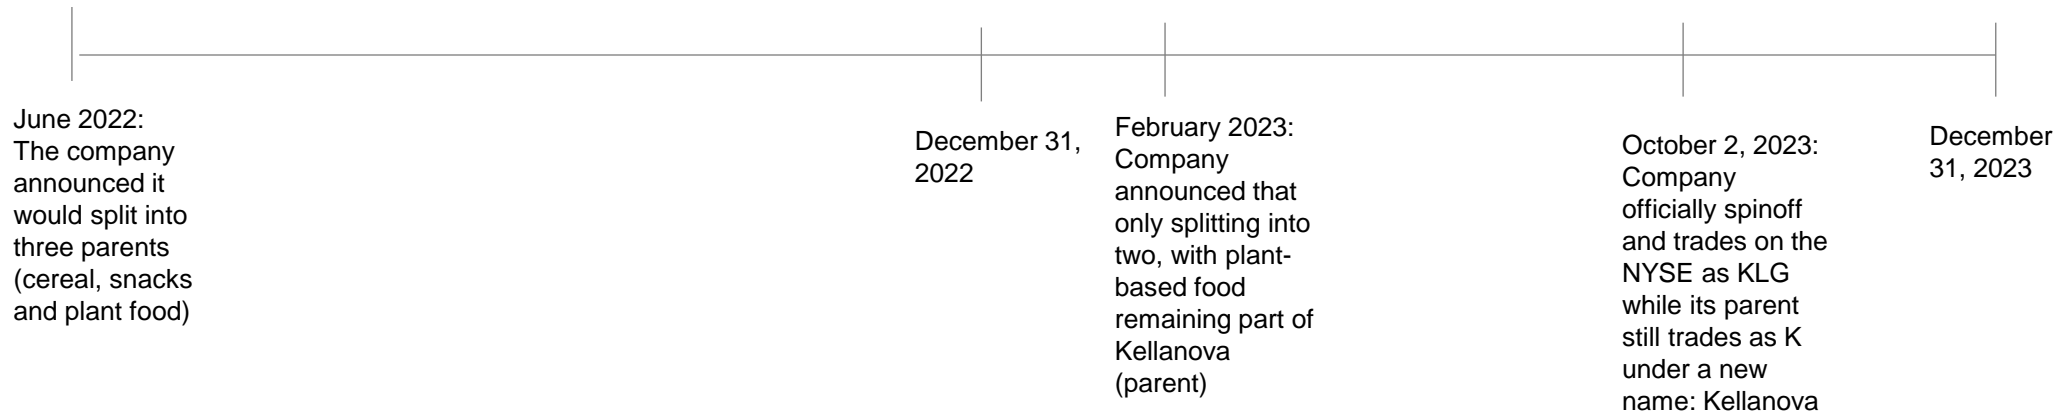 June 2022:
The company
announced it
would split into
three parents
(cereal, snacks
and plant food)
December 31,
2022
February 2023:
Company
announced that
only splitting into
two, with plant-
based food
remaining part of
Kellanova
(parent)
October 2, 2023:
Company
officially spinoff
and trades on the
NYSE as KLG
while its parent
still trades as K
under a new
name: Kellanova
December
31, 2023